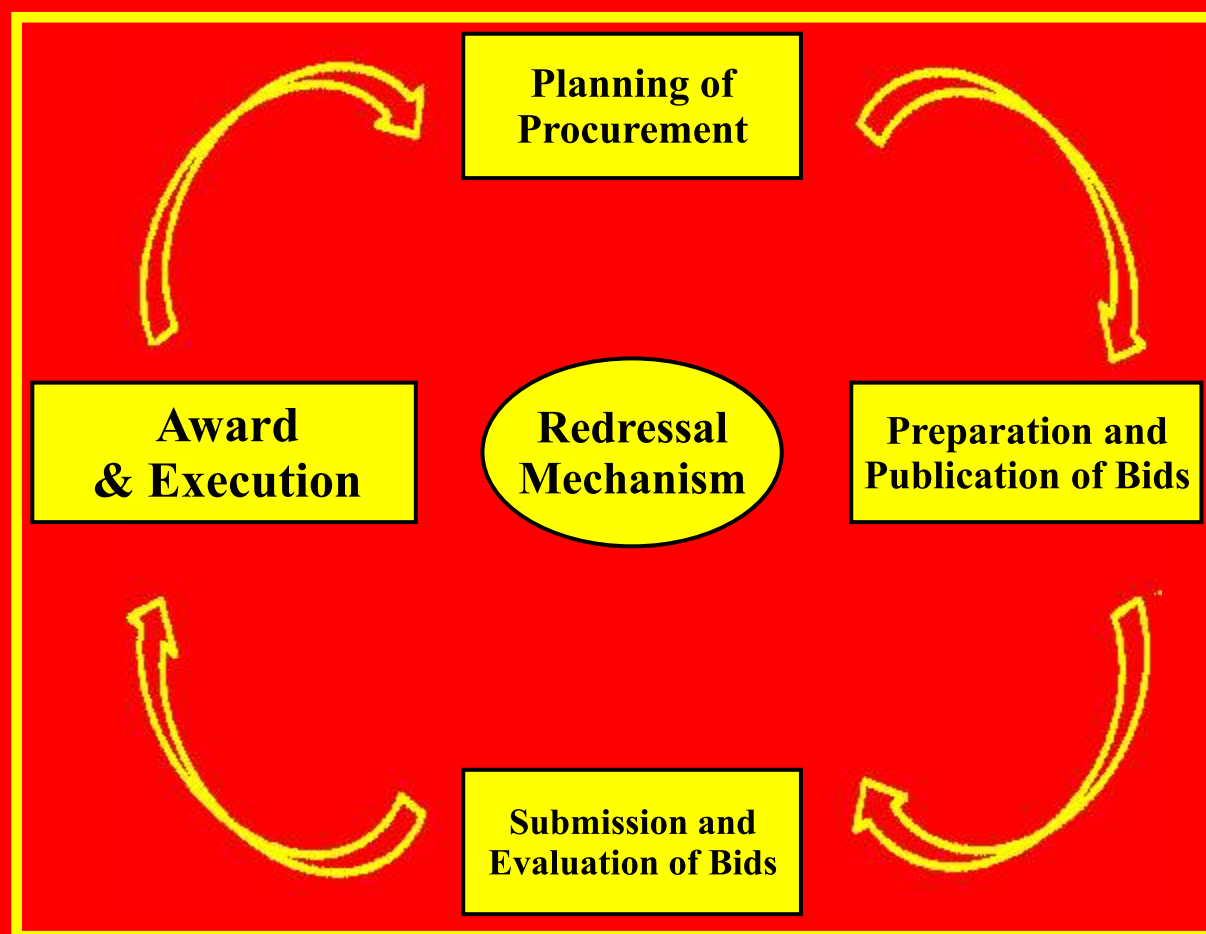 Planning of
Procurement
Award
& Execution
Redressal
Mechanism
Preparation and
Publication of Bids
Submission and
Evaluation of Bids